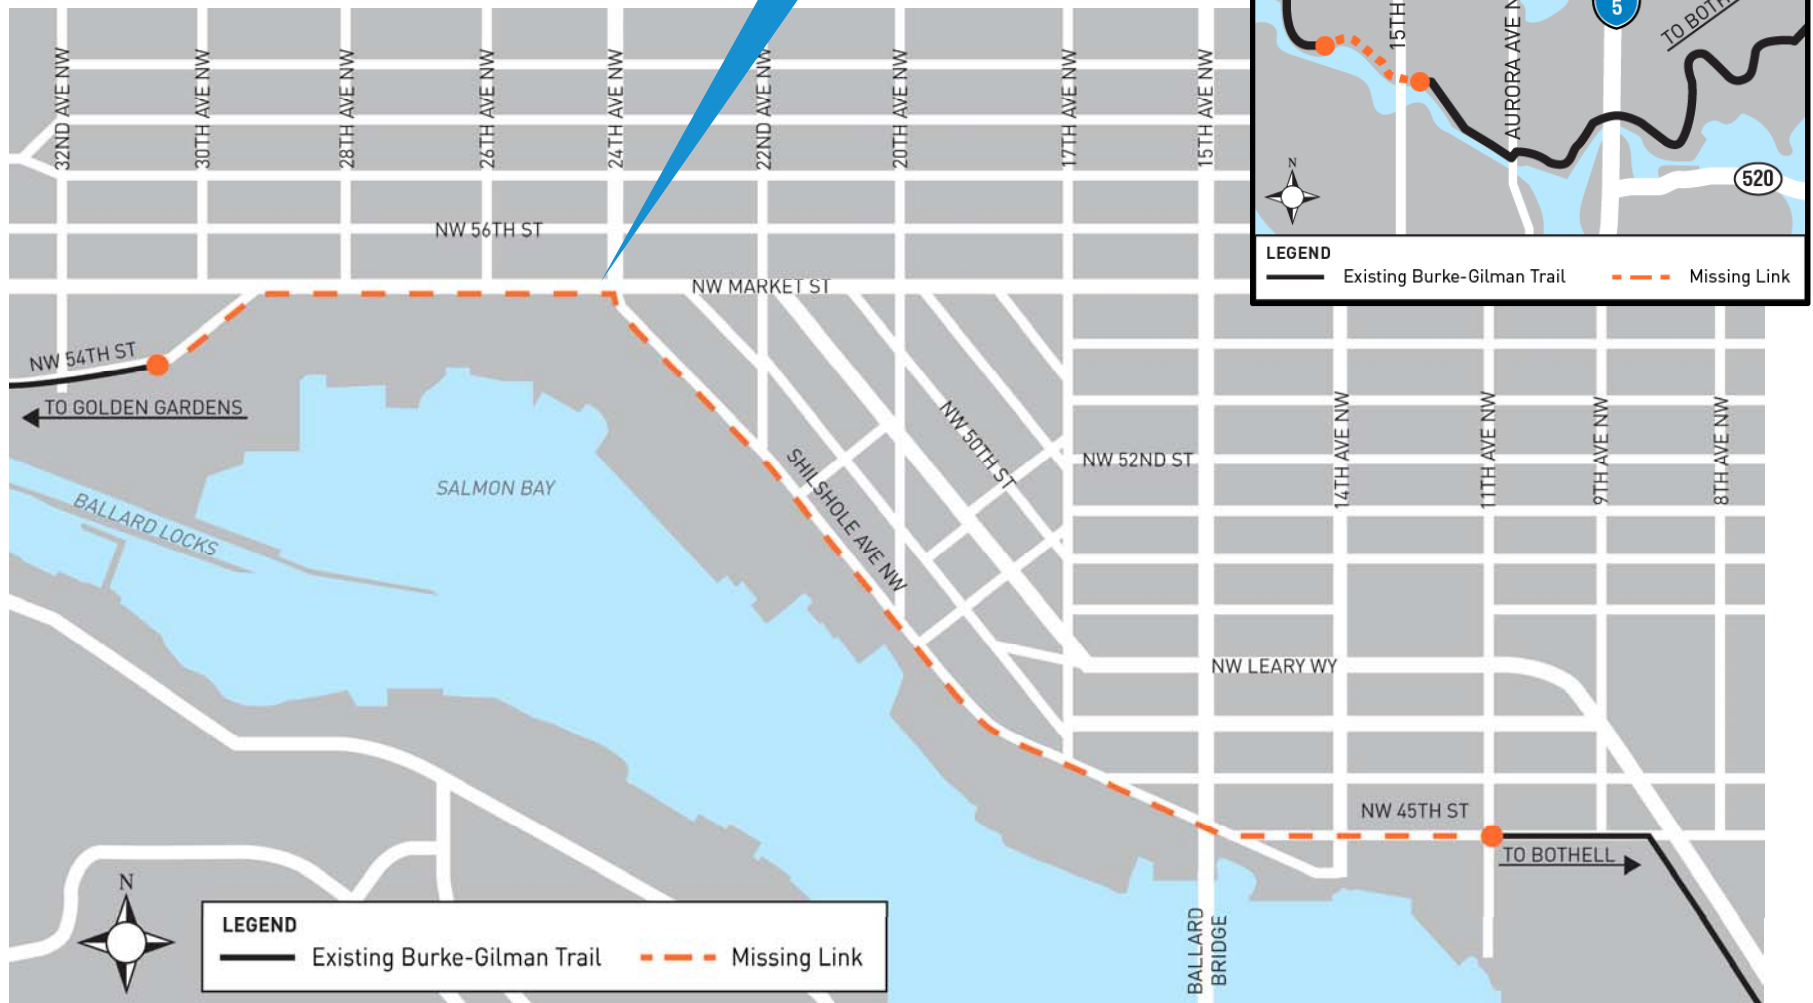 32ND AVE NW
30TH AVE NW
28TH AVE NW
26TH AVE NW
24TH AVE NW
22ND AVE NW
20TH AVE NW
17TH AVE NW
15TH AVE NW
NW 56TH ST
NW MARKET ST
NW 54TH ST
TO GOLDEN GARDENS
BALLARD LOCKS
SALMON BAY
SHILSHOLE AVE NW
NW 50TH ST
NW 52ND ST
14TH AVE NW
11TH AVE NW
9TH AVE NW
8TH AVE NW
NW LEARY WY
NW 45TH ST
TO BOTHELL
BALLARD
BRIDGE
N
LEGEND
Existing Burke-Gilman Trail
Missing Link
15TH
AURORA AVE N
5
TO
520
N
LEGEND
Existing Burke-Gilman Trail
Missing Link